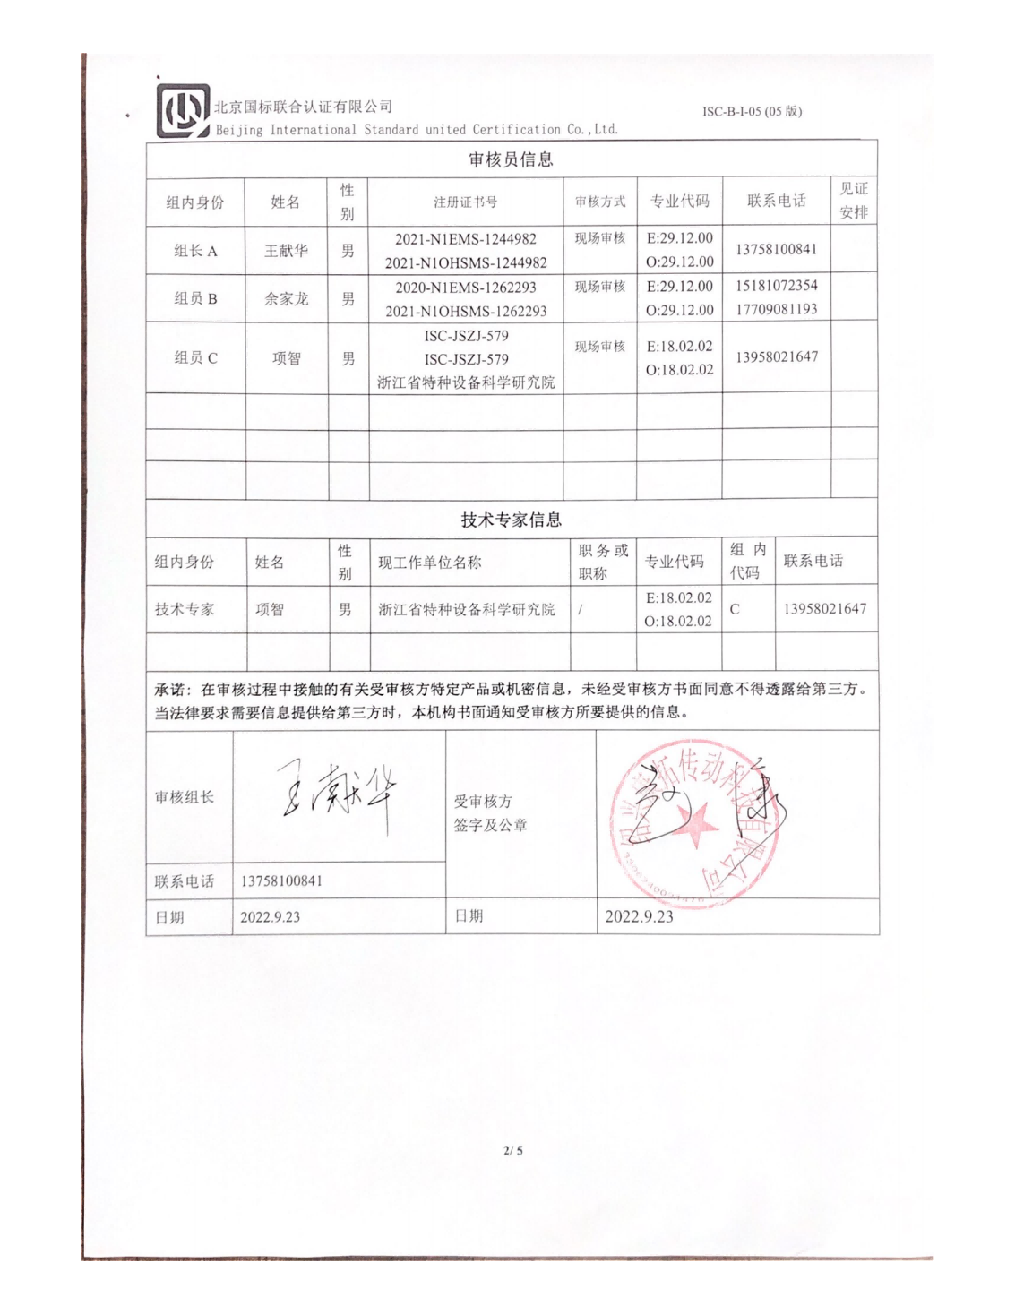 北京国标联合认证有限公司
ISC-B-I-05 (05 版)
Beijing International Standard united Certification Co.,Ltd.
审核员信息
组内身份 姓名 性别 注册证书号 审核方式 专业代码 联系电话 见证安排
组长 A 王献华 男 2021-N1EMS-1244982 现场审核 E:29.12.00 13758100841
2021-N1OHSMS-1244982 O:29.12.00
组员 B 余家龙 男 2020-N1EMS-1262293 现场审核 E:29.12.00 15181072354
2021-N1OHSMS-1262293 O:29.12.00 17709081193
组员 C 项智 男 ISC-JSZJ-579 现场审核 E:18.02.02 13958021647
ISC-JSZJ-579 O:18.02.02
浙江省特种设备科学研究院
技术专家信息
组内身份 姓名 性别 现工作单位名称 职务或职称 专业代码 组内代码 联系电话
技术专家 项智 男 浙江省特种设备科学研究院 / E:18.02.02 C 13958021647
O:18.02.02
承诺：在审核过程中接触的有关受审核方特定产品或机密信息，未经受审核方书面同意不得透露给第三方。
当法律要求需要信息提供给第三方时，本机构书面通知受审核方所要提供的信息。
审核组长 王献华
受审核方
签字及公章
拓传动科技有限公司
联系电话 13758100841
日期 2022.9.23 日期 2022.9.23
2/ 5